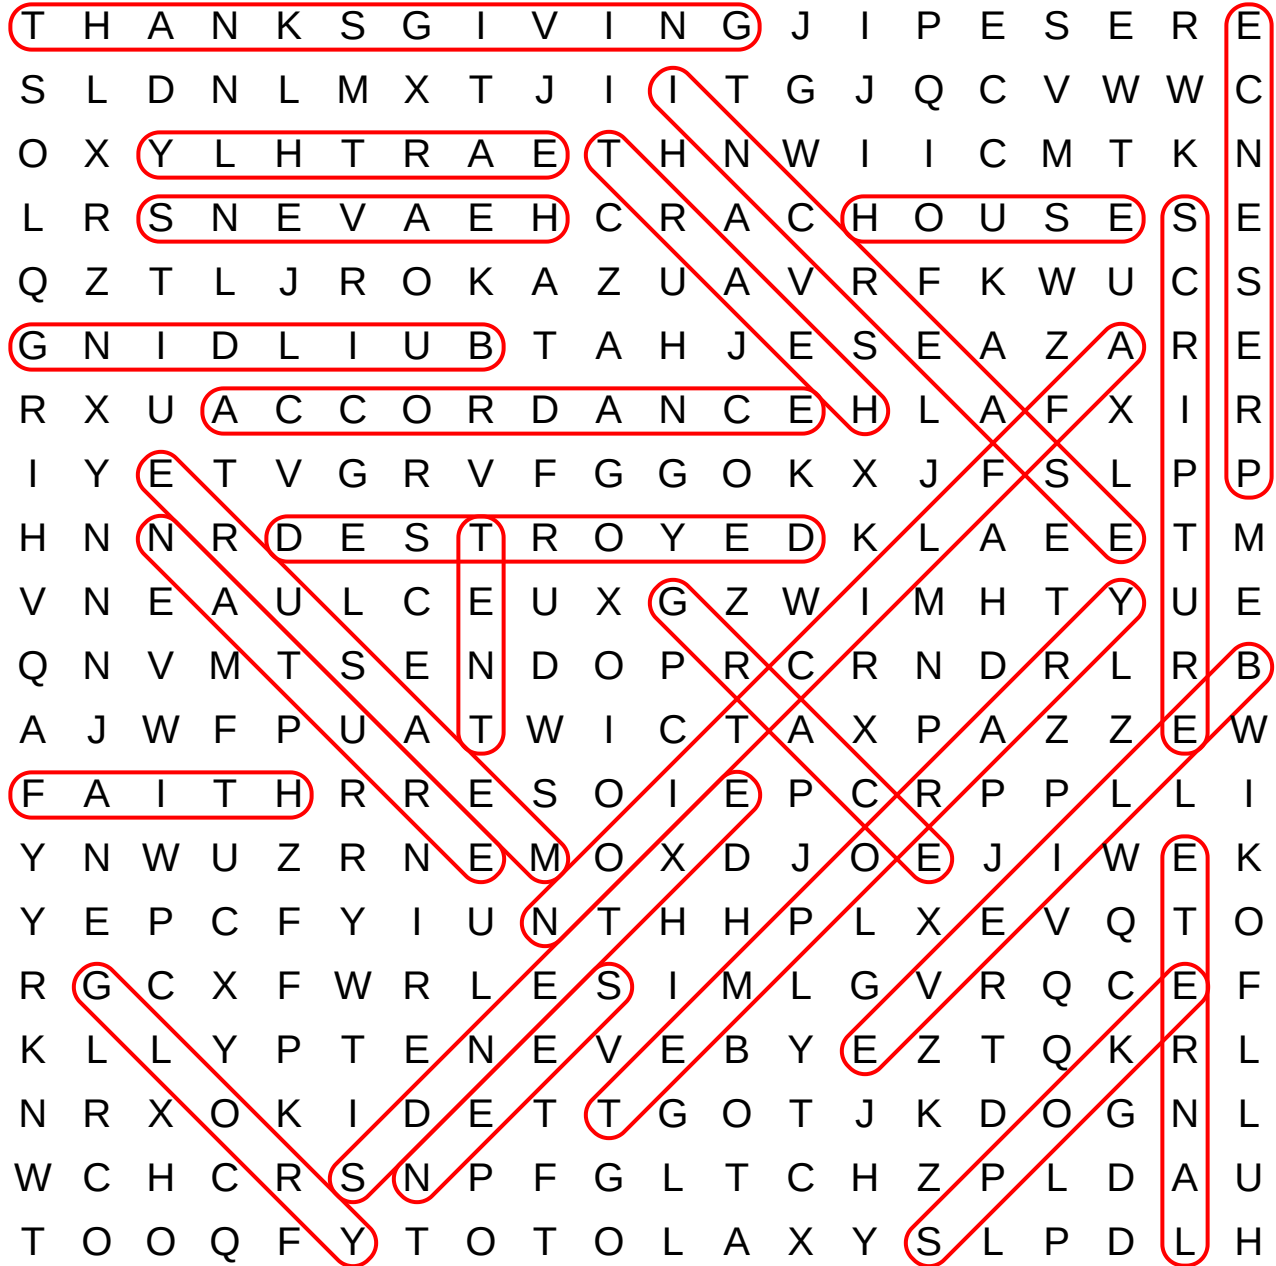 T H A N K S G I V I N G J I P E S E R E
S L D N L M X T J I I T G J Q C V W W C
O X Y L H T R A E T H N W I I C M T K N
L R S N E V A E H C R A C H O U S E S E
Q Z T L J R O K A Z U A V R F K W U C S
G N I D L I U B T A H J E S E A Z A R E
R X U A C C O R D A N C E H L A F X I R
I Y E T V G R V F G G O K X J F S L P P
H N N R D E S T R O Y E D K L A E E T M
V N E A U L C E U X G Z W I M H T Y U E
Q N V M T S E N D O P R C R N D R L R B
A J W F P U A T W I C T A X P A Z Z E W
F A I T H R R E S O I E P C R P P L L I
Y N W U Z R N E M O X D J O E J I W E K
Y E P C F Y I U N T H H P L X E V Q T O
R G C X F W R L E S I M L G V R Q C E F
K L L Y P T E N E V E B Y E Z T Q K R L
N R X O K I D E T T G O T J K D O G N L
W C H C R S N P F G L T C H Z P L D A U
T O O Q F Y T O T O L A X Y S L P D L H